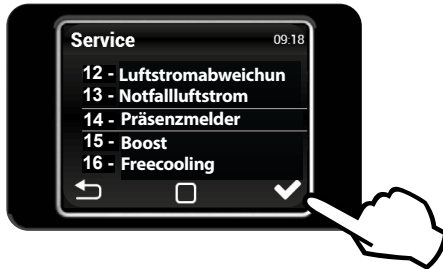 Service 09:18
12 - Luftstromabweichun
13 - Notfallluftstrom
14 - Präsenzmelder
15 - Boost
16 - Freecooling